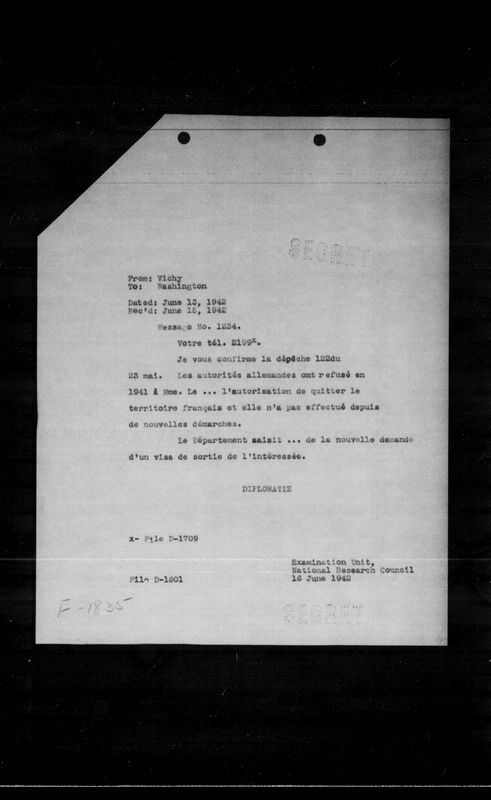 SECRET
From: Vichy
To: Washington
Dated: June 13, 1942
Rec'd: June 15, 1942
Message No. 1234.
Votre tél. 2199x.
Je vous confirme la dépêche 122du
23 mai. Les autorités allemandes ont refusé en
1941 à Mme. Le ... l'autorisation de quitter le
territoire français et elle n'a pas effectué depuis
de nouvelles démarches.
Le Département saisit ... de la nouvelle demande
d'un visa de sortie de l'intéressée.
DIPLOMATIE
x- File D-1709
Examination Unit,
National Research Council
File D-1801
16 June 1942
F-1835
SECRET